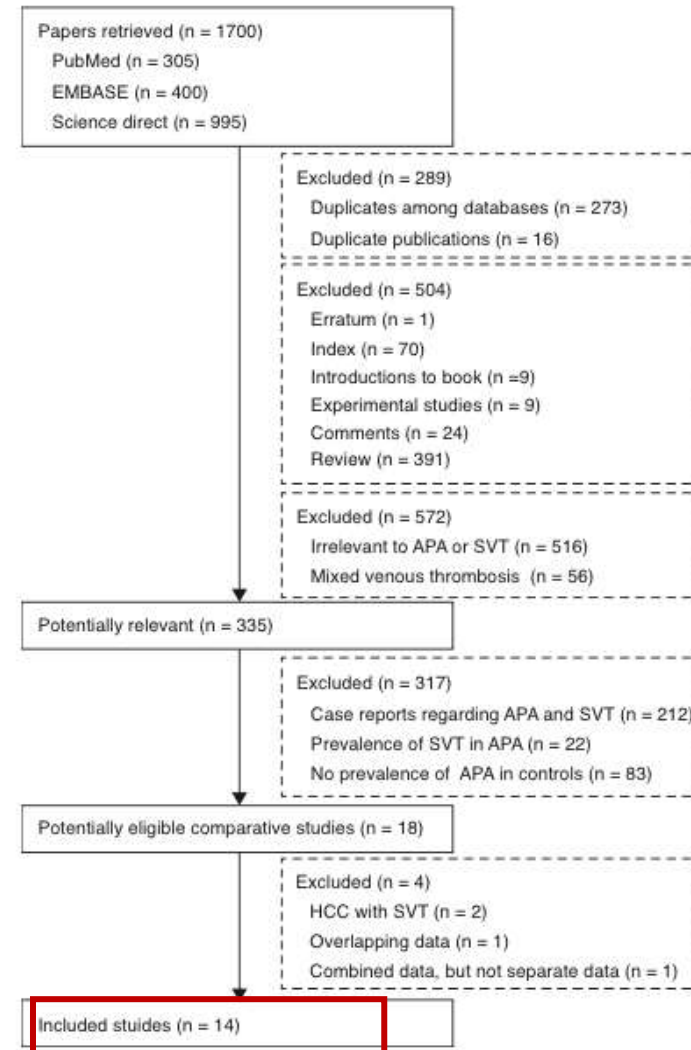 Papers retrieved (n = 1700)
PubMed (n = 305)
EMBASE (n = 400)
Science direct (n = 995)
Excluded (n = 289)
Duplicates among databases (n = 273)
Duplicate publications (n = 16)
Excluded (n = 504)
Erratum (n = 1)
Index (n = 70)
Introductions to book (n =9)
Experimental studies (n = 9)
Comments (n = 24)
Review (n = 391)
Excluded (n = 572)
Irrelevant to APA or SVT (n = 516)
Mixed venous thrombosis (n = 56)
Potentially relevant (n = 335)
Excluded (n = 317)
Case reports regarding APA and SVT (n = 212)
Prevalence of SVT in APA (n = 22)
No prevalence of APA in controls (n = 83)
Potentially eligible comparative studies (n = 18)
Excluded (n = 4)
HCC with SVT (n = 2)
Overlapping data (n = 1)
Combined data, but not separate data (n = 1)
Included stuides (n = 14)